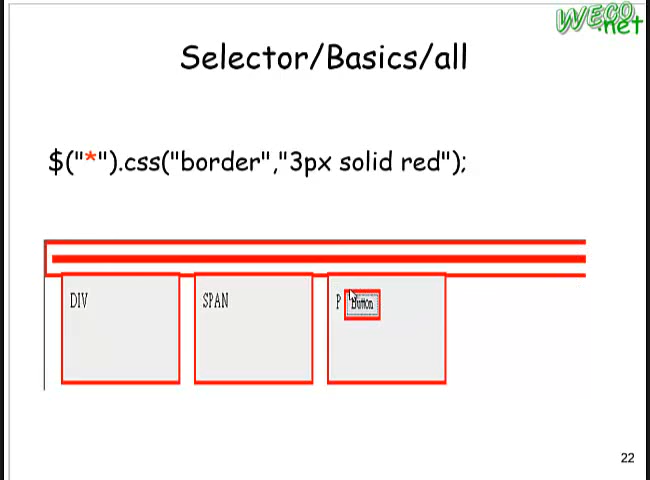 WECO
.net
Selector/Basics/all
$("*").css("border","3px solid red");
DIV SPAN P Button
22